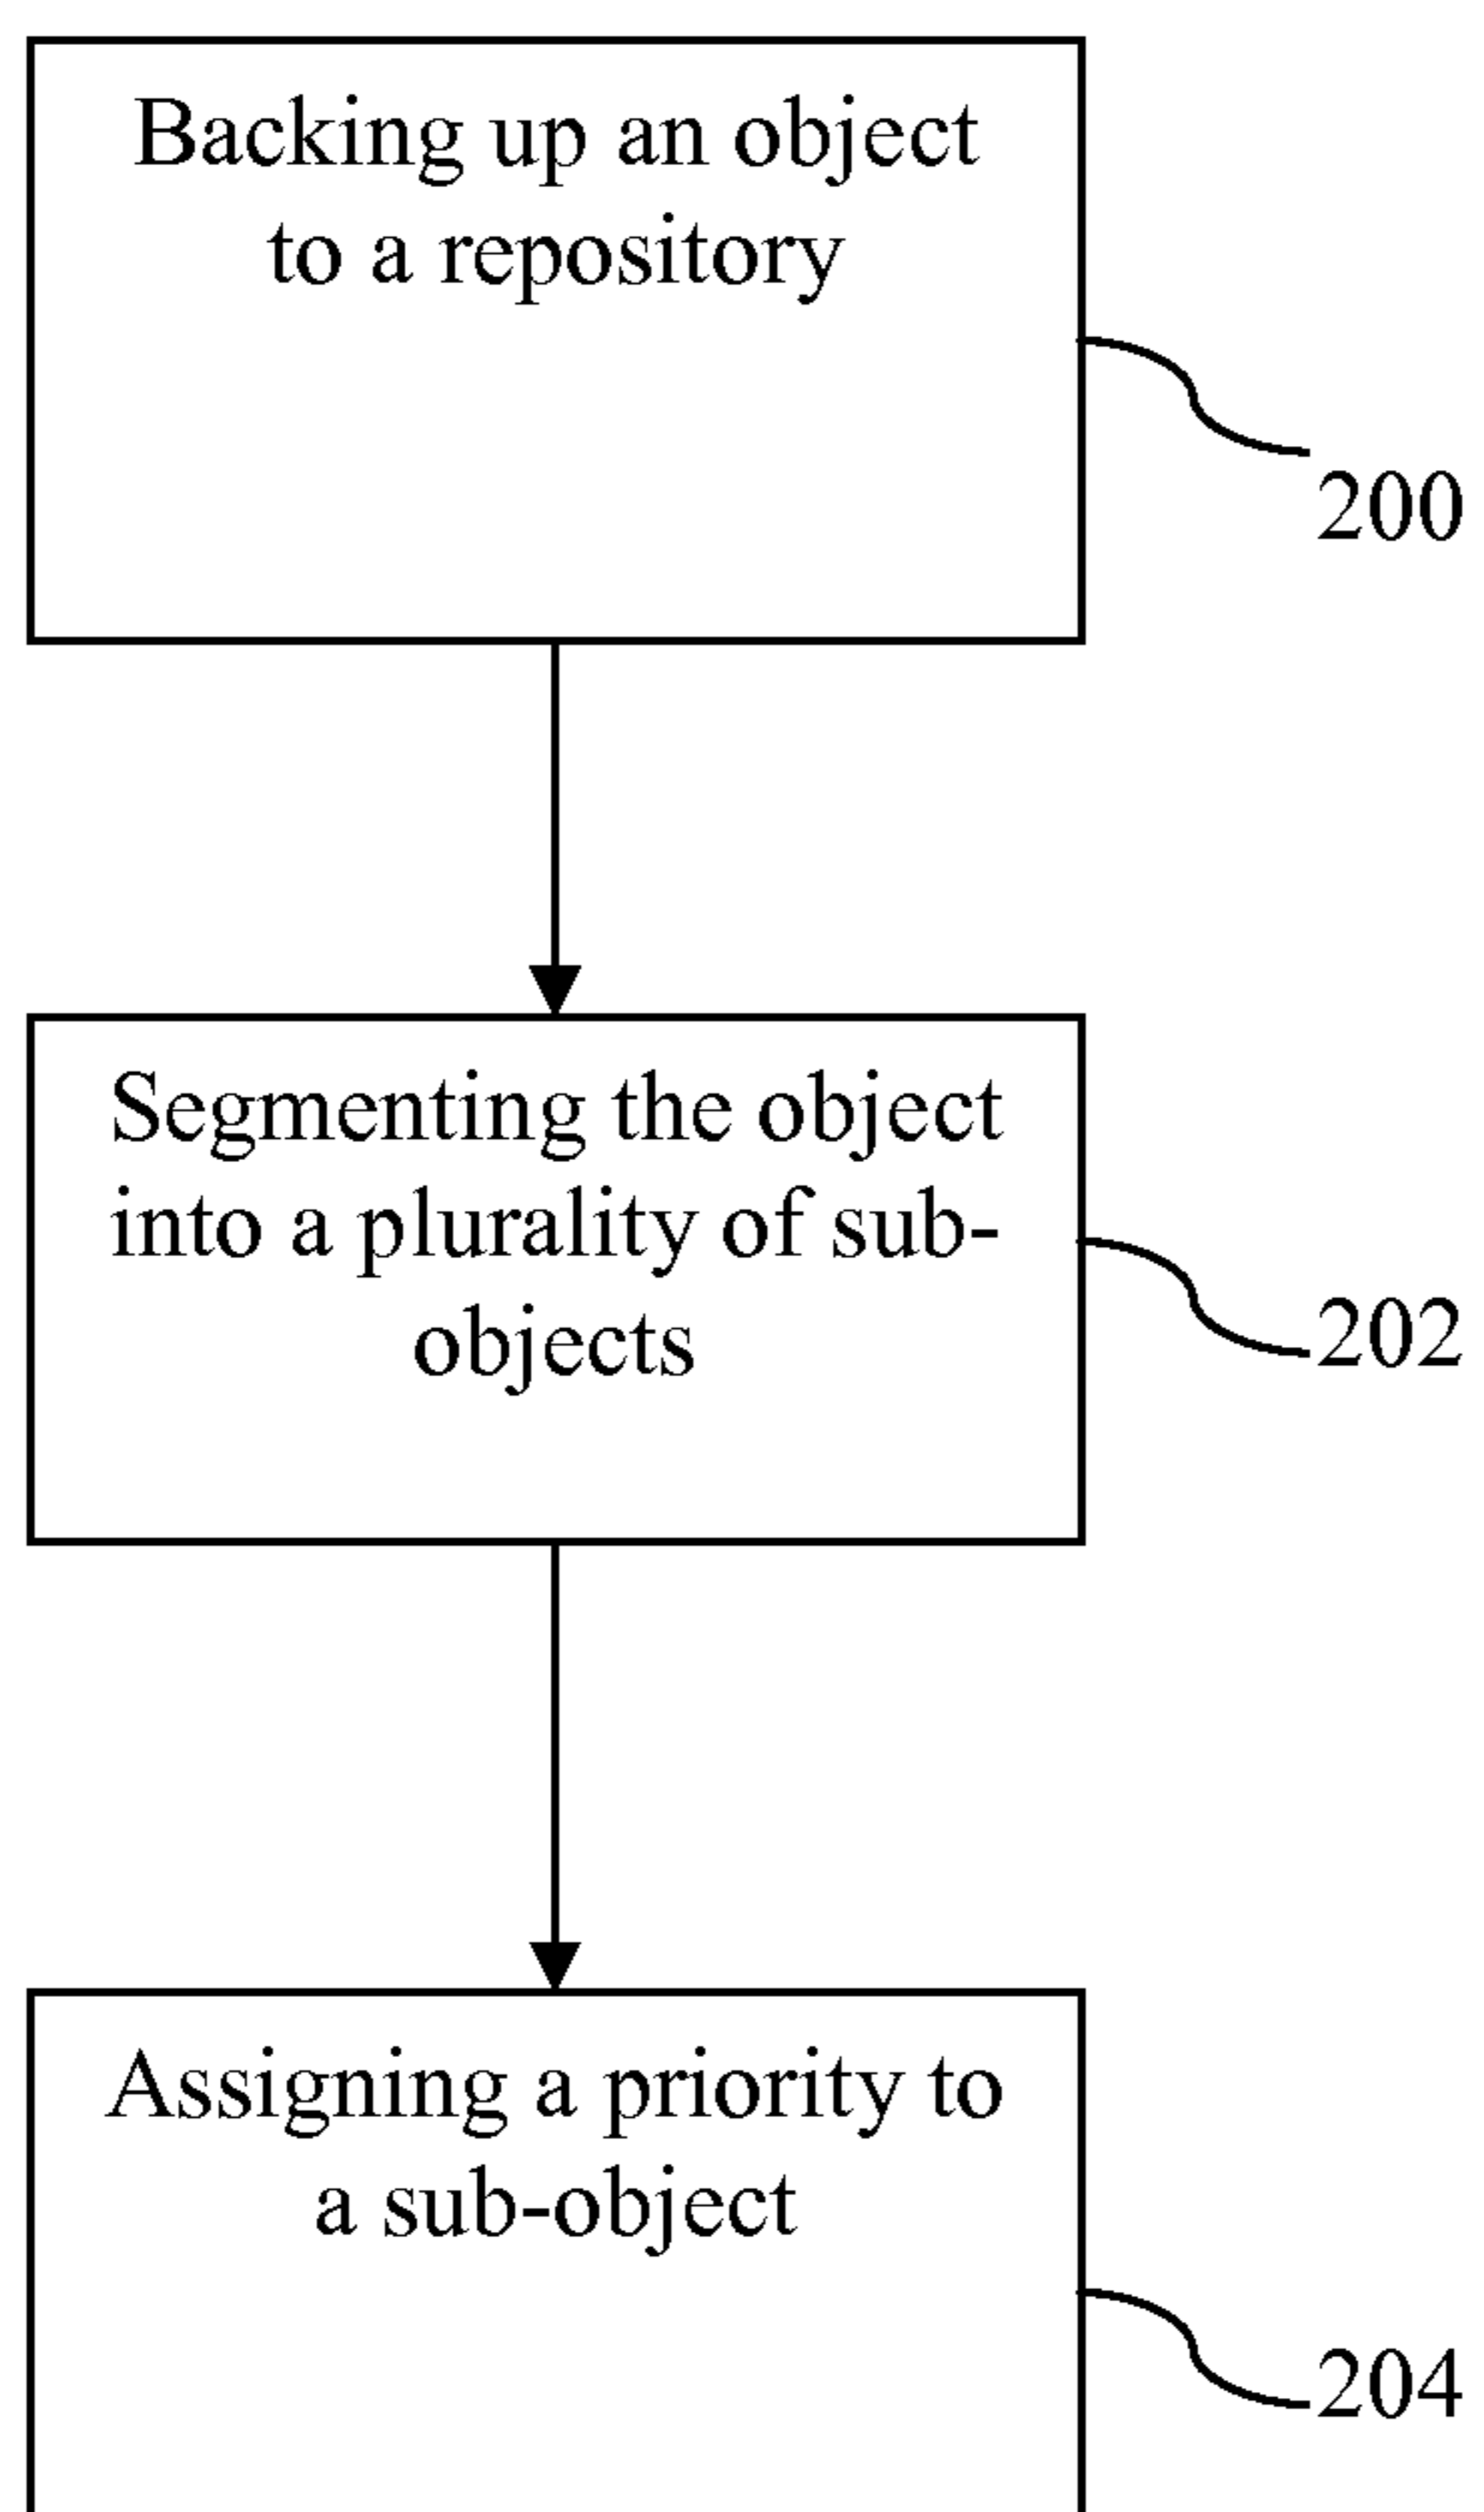 Backing up an object
to a repository
200
Segmenting the object
into a plurality of sub-
objects
202
Assigning a priority to
a sub-object
204